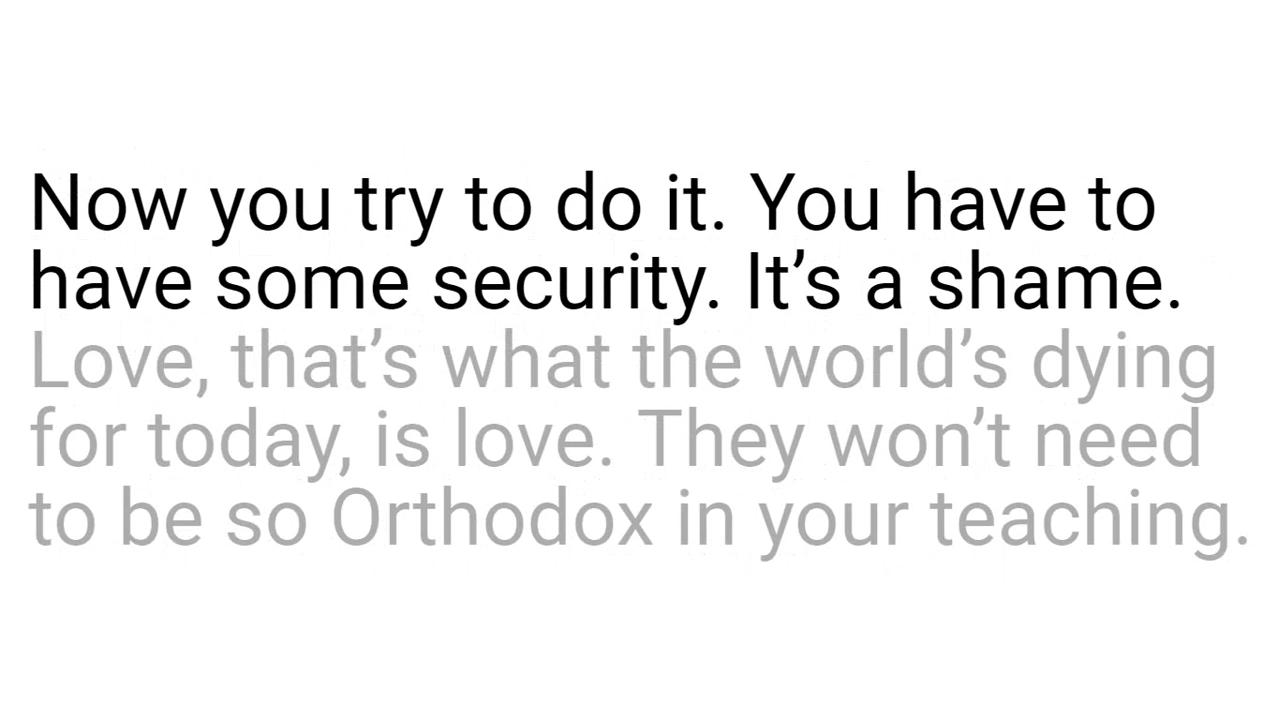 Now you try to do it. You have to
have some security. It’s a shame.
Love, that’s what the world’s dying
for today, is love. They won’t need
to be so Orthodox in your teaching.